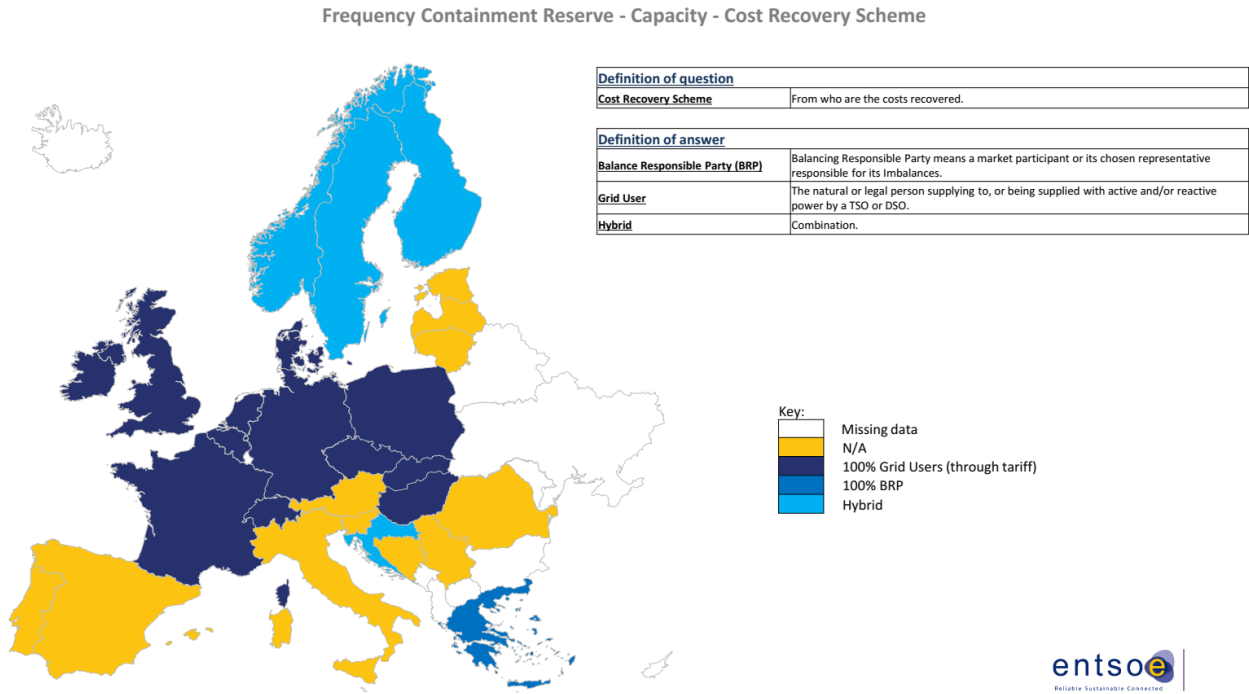 Frequency Containment Reserve - Capacity - Cost Recovery Scheme
Definition of question
Cost Recovery Scheme From who are the costs recovered.
Definition of answer
Balance Responsible Party (BRP) Balancing Responsible Party means a market participant or its chosen representative
responsible for its Imbalances.
Grid User The natural or legal person supplying to, or being supplied with active and/or reactive
power by a TSO or DSO.
Hybrid Combination.
Key:
Missing data
N/A
100% Grid Users (through tariff)
100% BRP
Hybrid
entsoe
Reliable Sustainable Connected